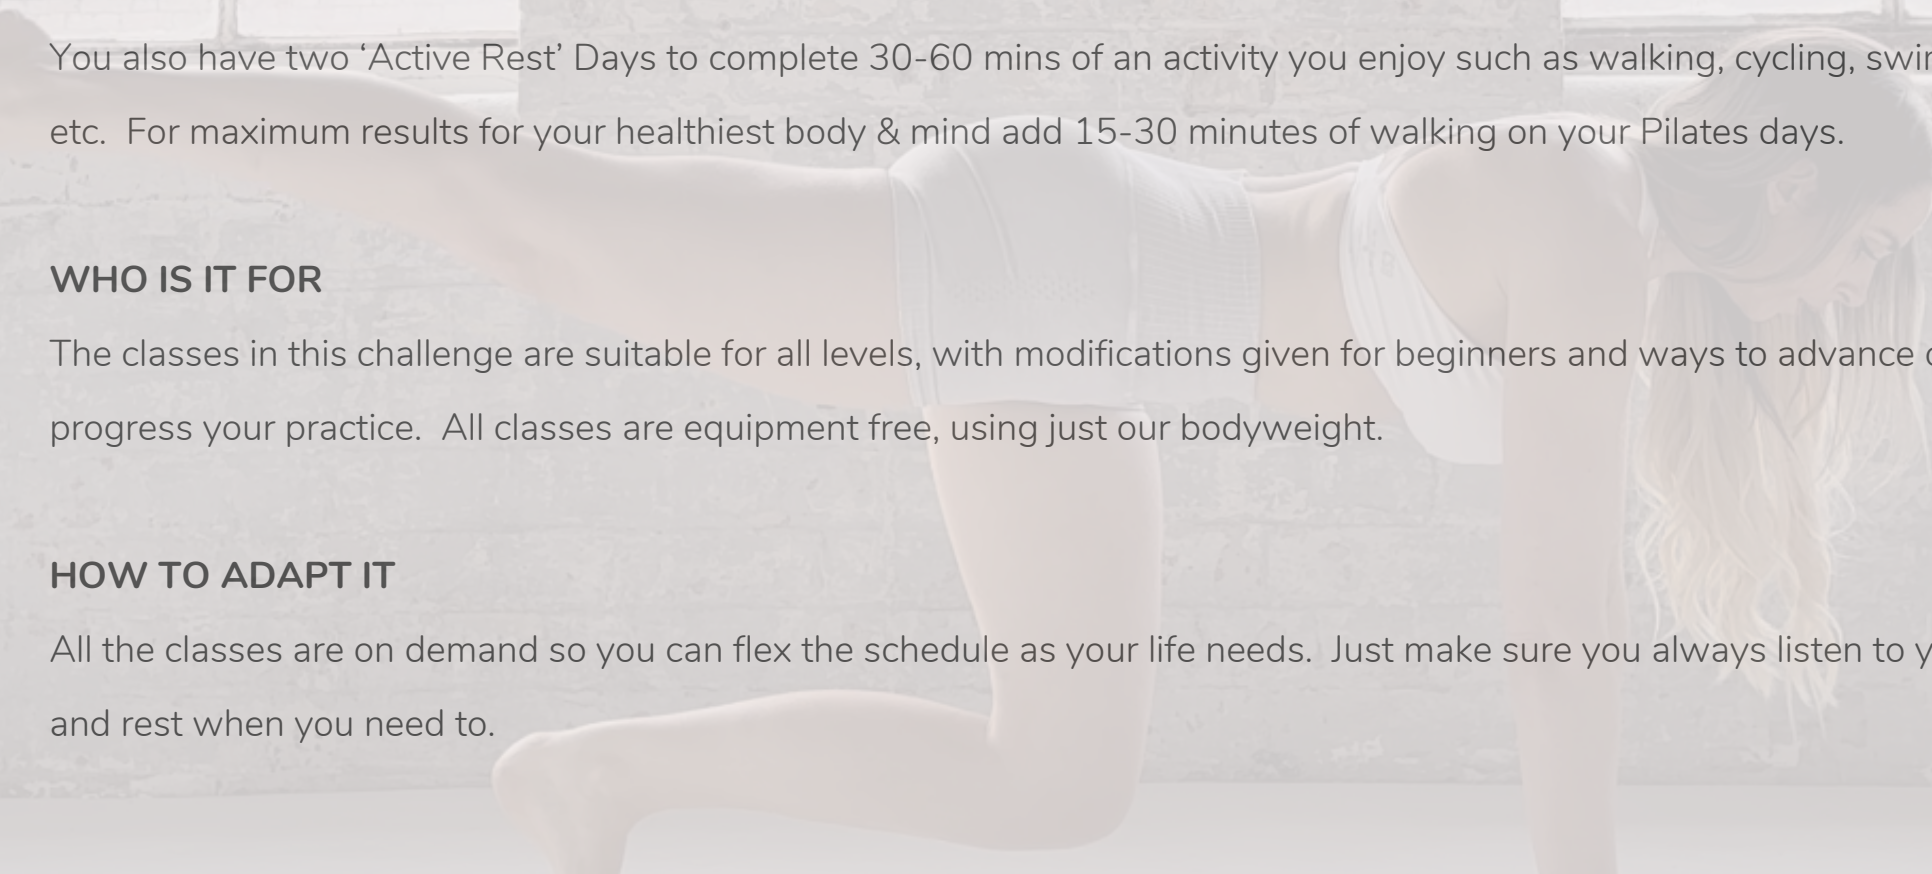 You also have two ‘Active Rest’ Days to complete 30-60 mins of an activity you enjoy such as walking, cycling,
etc.  For maximum results for your healthiest body & mind add 15-30 minutes of walking on your Pilates days.
WHO IS IT FOR
The classes in this challenge are suitable for all levels, with modifications given for beginners and ways to advance
progress your practice.  All classes are equipment free, using just our bodyweight.
HOW TO ADAPT IT
All the classes are on demand so you can flex the schedule as your life needs.  Just make sure you always listen to
and rest when you need to.